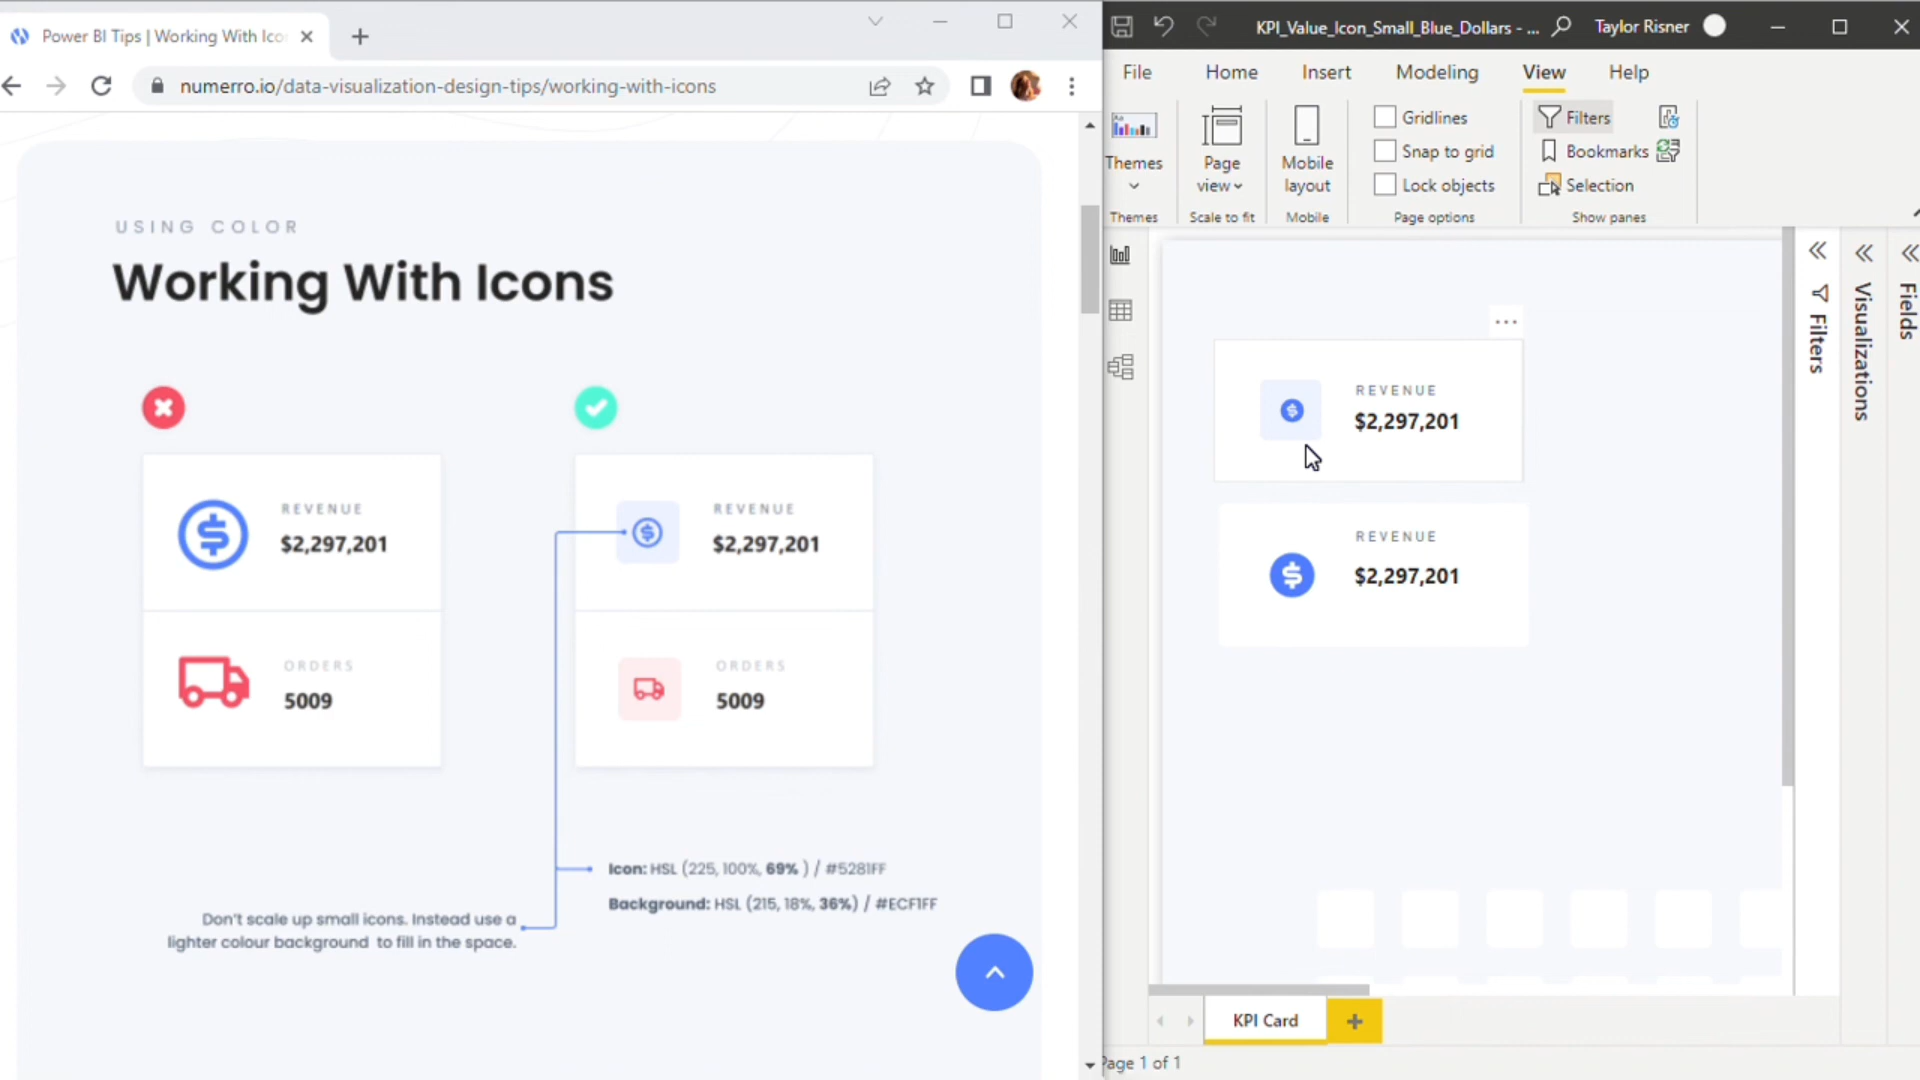 Power BI Tips | Working With Ico
numerro.io/data-visualization-design-tips/working-with-icons
USING COLOR
Working With Icons
REVENUE
$2,297,201
ORDERS
5009
REVENUE
$2,297,201
ORDERS
5009
Icon: HSL (225, 100%, 69% ) / #5281FF
Background: HSL (215, 18%, 36%) / #ECF1FF
Don't scale up small icons. Instead use a
lighter colour background to fill in the space.
KPI_Value_Icon_Small_Blue_Dollars - ...
Taylor Risner
File
Home
Insert
Modeling
View
Help
Themes
Page
view
Mobile
layout
Gridlines
Snap to grid
Lock objects
Filters
Bookmarks
Selection
Themes
Scale to fit
Mobile
Page options
Show panes
REVENUE
$2,297,201
REVENUE
$2,297,201
Filters
Visualizations
Fields
KPI Card
Page 1 of 1